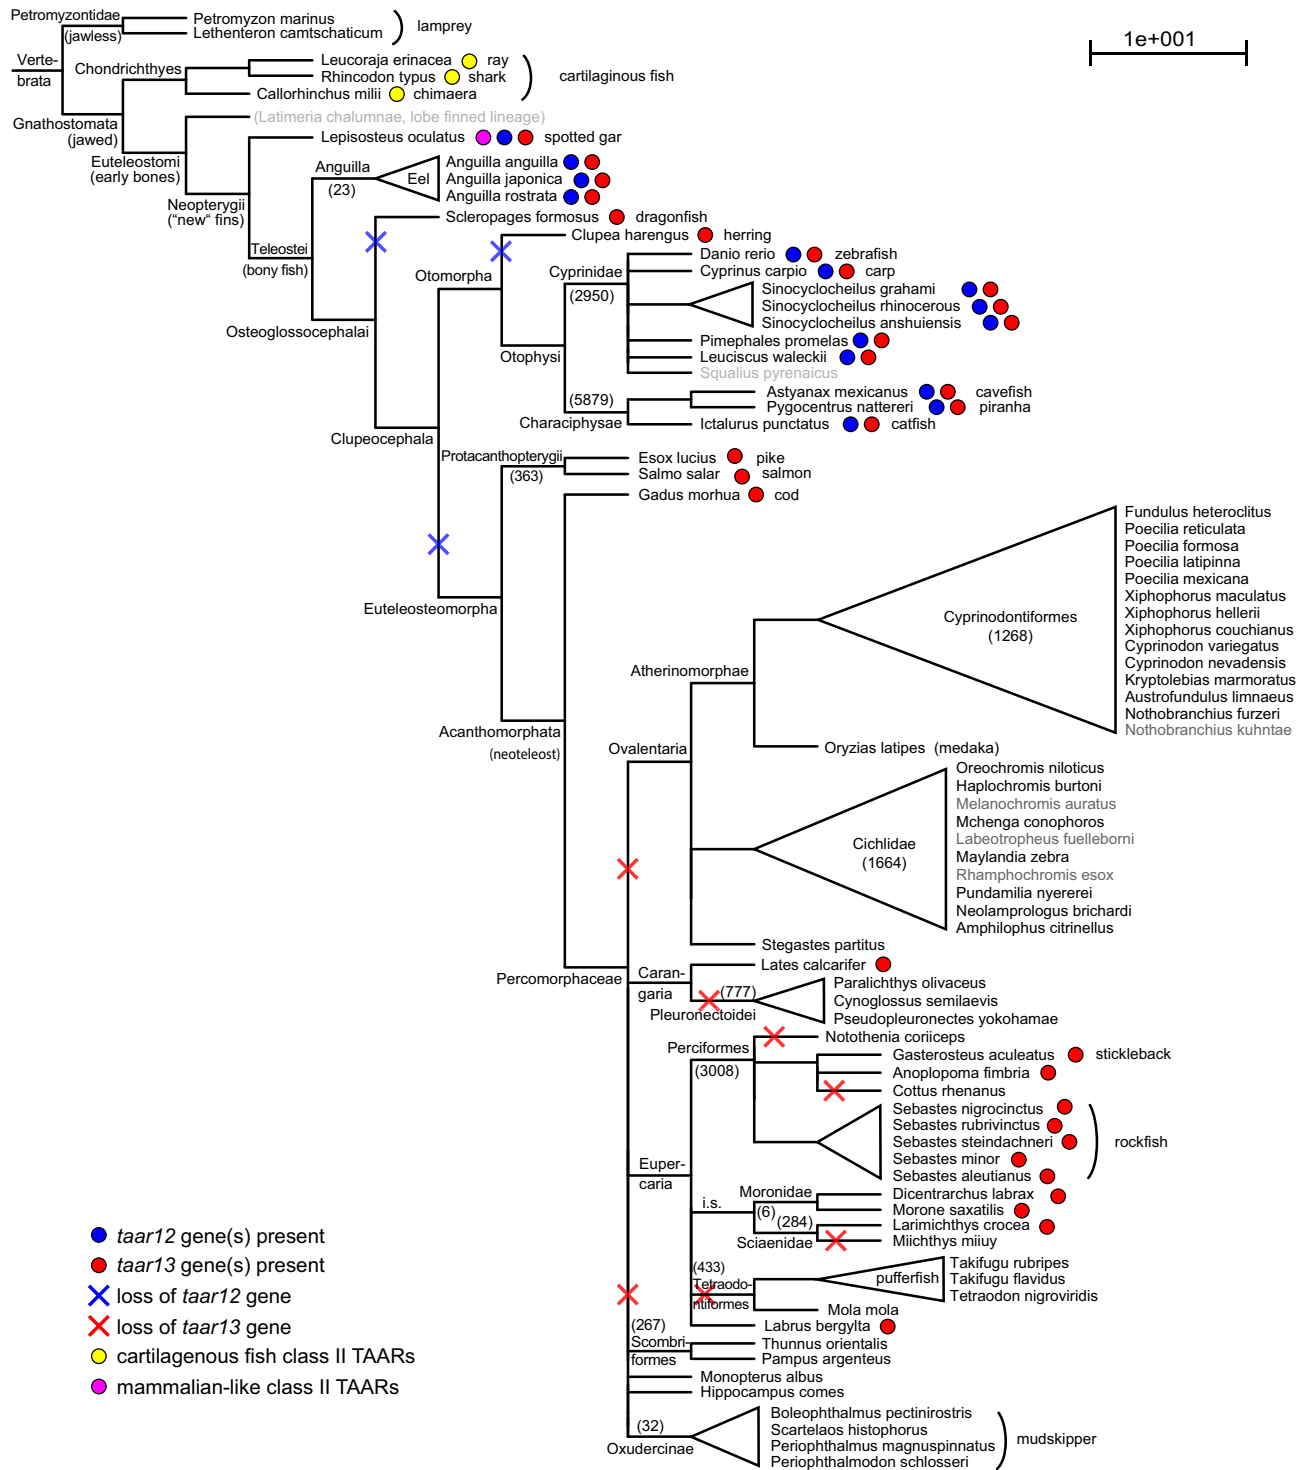 Petromyzontidae
(jawless)
Petromyzon marinus
Lethenteron camtschaticum
lamprey
1e+001
Verte-
brata
Chondrichthyes
Leucoraja erinacea
ray
Rhincodon typus
shark
Callorhinchus milii
chimaera
cartilaginous fish
Gnathostomata
(jawed)
(Latimeria chalumnae, lobe finned lineage)
Euteleostomi
(early bones)
Lepisosteus oculatus
spotted gar
Neopterygii
("new" fins)
Anguilla
(23)
Eel
Anguilla anguilla
Anguilla japonica
Anguilla rostrata
Teleostei
(bony fish)
Scleropages formosus
dragonfish
Osteoglossocephalai
Otomorpha
Clupea harengus
herring
Cyprinidae
(2950)
Danio rerio
zebrafish
Cyprinus carpio
carp
Sinocyclocheilus grahami
Sinocyclocheilus rhinocerous
Sinocyclocheilus anshuiensis
Pimephales promelas
Leuciscus waleckii
Squalius pyrenaicus
Otophysi
(5879)
Characiphysae
Astyanax mexicanus
cavefish
Pygocentrus nattereri
piranha
Ictalurus punctatus
catfish
Clupeocephala
Protacanthopterygii
(363)
Esox lucius
pike
Salmo salar
salmon
Gadus morhua
cod
Euteleosteomorpha
Acanthomorphata
(neoteleost)
Ovalentaria
Atherinomorphae
Cyprinodontiformes
(1268)
Fundulus heteroclitus
Poecilia reticulata
Poecilia formosa
Poecilia latipinna
Poecilia mexicana
Xiphophorus maculatus
Xiphophorus hellerii
Xiphophorus couchianus
Cyprinodon variegatus
Cyprinodon nevadensis
Kryptolebias marmoratus
Austrofundulus limnaeus
Nothobranchius furzeri
Nothobranchius kuhntae
Oryzias latipes (medaka)
Cichlidae
(1664)
Oreochromis niloticus
Haplochromis burtoni
Melanochromis auratus
Mchenga conophoros
Labeotropheus fuelleborni
Maylandia zebra
Rhamphochromis esox
Pundamilia nyererei
Neolamprologus brichardi
Amphilophus citrinellus
Stegastes partitus
Percomorphaceae
Caran-
garia
Lates calcarifer
(777)
Pleuronectoidei
Paralichthys olivaceus
Cynoglossus semilaevis
Pseudopleuronectes yokohamae
Perciformes
(3008)
Notothenia coriiceps
Gasterosteus aculeatus
stickleback
Anoplopoma fimbria
Cottus rhenanus
Sebastes nigrocinctus
Sebastes rubrivinctus
Sebastes steindachneri
Sebastes minor
Sebastes aleutianus
rockfish
Euper-
caria
i.s.
Moronidae
(6)
Dicentrarchus labrax
Morone saxatilis
(284)
Sciaenidae
Larimichthys crocea
Miichthys miiuy
(433)
Tetraodo-
ntiformes
pufferfish
Takifugu rubripes
Takifugu flavidus
Tetraodon nigroviridis
Mola mola
Labrus bergylta
(267)
Scombri-
formes
Thunnus orientalis
Pampus argenteus
Monopterus albus
Hippocampus comes
(32)
Oxudercinae
Boleophthalmus pectinirostris
Scartelaos histophorus
Periophthalmus magnuspinnatus
Periophthalmodon schlosseri
mudskipper
taar12 gene(s) present
taar13 gene(s) present
loss of taar12 gene
loss of taar13 gene
cartilagenous fish class II TAARs
mammalian-like class II TAARs